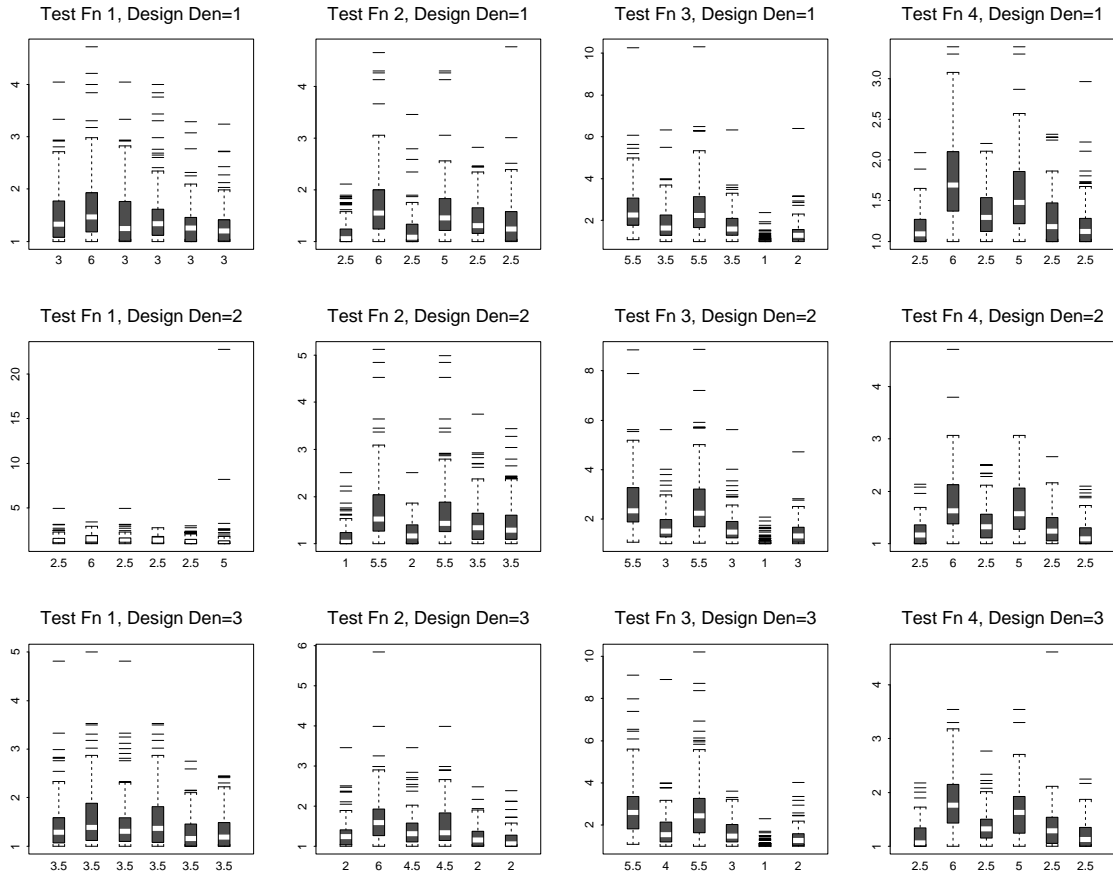 Test Fn 1, Design Den=1
Test Fn 2, Design Den=1
Test Fn 3, Design Den=1
Test Fn 4, Design Den=1
1 2 3 4
3 6 3 3 3 3
1 2 3 4
2.5 6 2.5 5 2.5 2.5
2 4 6 8 10
5.5 3.5 5.5 3.5 1 2
1.0 1.5 2.0 2.5 3.0
2.5 6 2.5 5 2.5 2.5
Test Fn 1, Design Den=2
Test Fn 2, Design Den=2
Test Fn 3, Design Den=2
Test Fn 4, Design Den=2
5 10 15 20
2.5 6 2.5 2.5 2.5 5
1 2 3 4 5
1 5.5 2 5.5 3.5 3.5
2 4 6 8
5.5 3 5.5 3 1 3
1 2 3 4
2.5 6 2.5 5 2.5 2.5
Test Fn 1, Design Den=3
Test Fn 2, Design Den=3
Test Fn 3, Design Den=3
Test Fn 4, Design Den=3
1 2 3 4 5
3.5 3.5 3.5 3.5 3.5 3.5
1 2 3 4 5 6
2 6 4.5 4.5 2 2
2 4 6 8 10
5.5 4 5.5 3 1 2
1 2 3 4
2.5 6 2.5 5 2.5 2.5